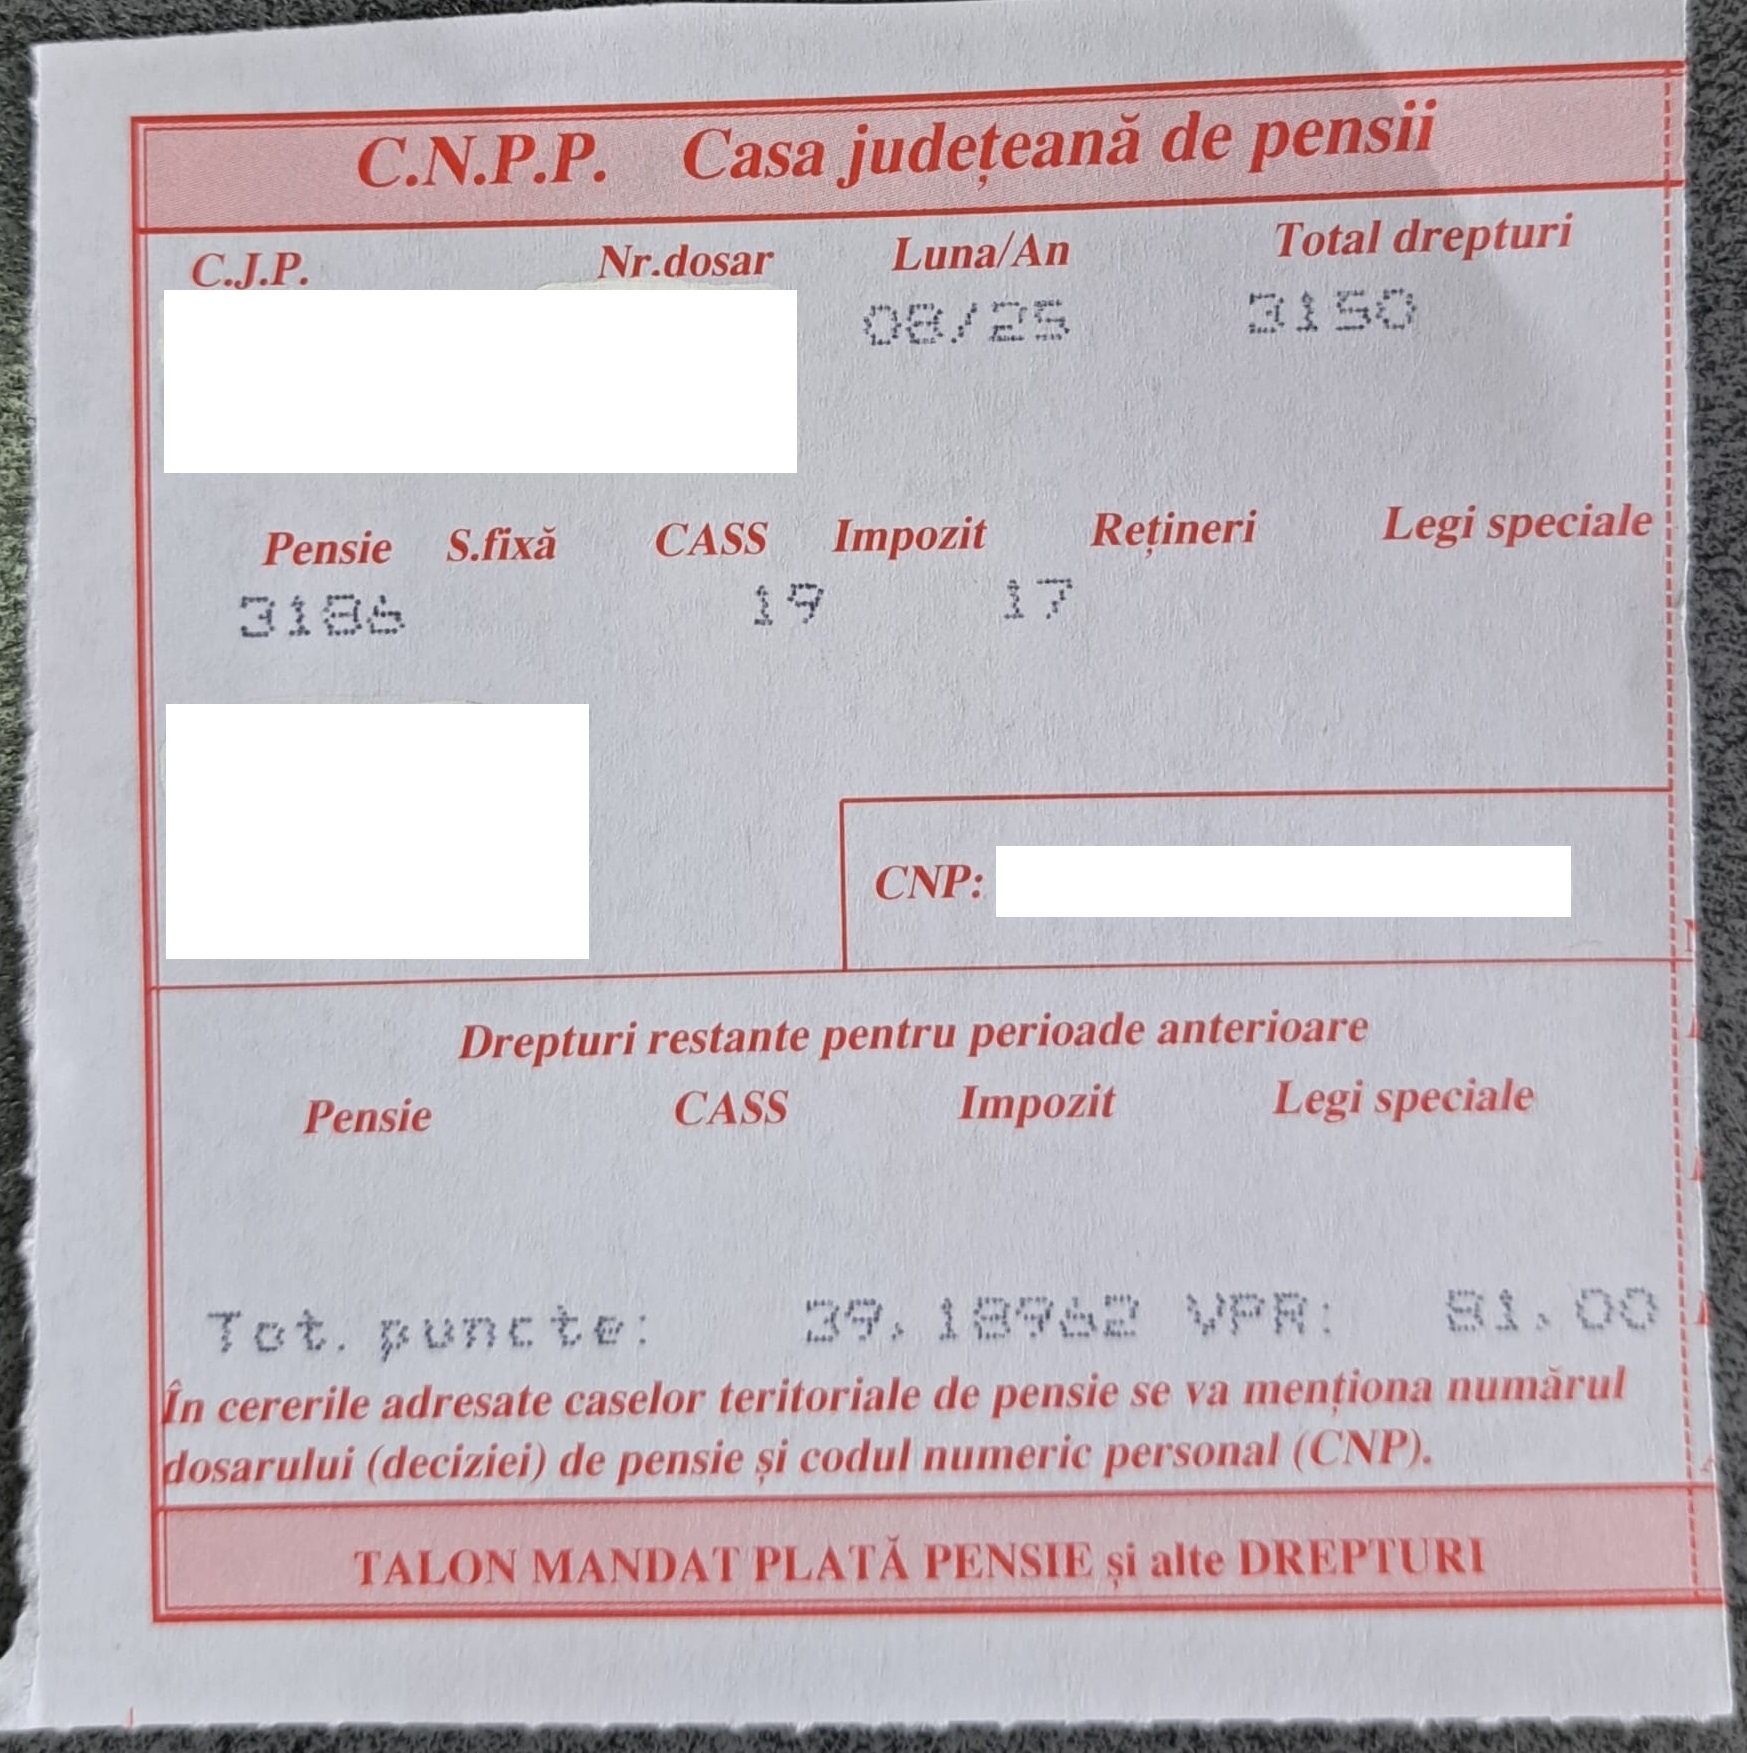 C.N.P.P. Casa județeană de pensii
C.J.P. Nr.dosar Luna/An Total drepturi
08/25 3150
Pensie S.fixă CASS Impozit Rețineri Legi speciale
3186 19 17
CNP:
Drepturi restante pentru perioade anterioare
Pensie CASS Impozit Legi speciale
Tot. puncte: 39,18962 VPR: 81,00
În cererile adresate caselor teritoriale de pensie se va menționa numărul
dosarului (deciziei) de pensie și codul numeric personal (CNP).
TALON MANDAT PLATĂ PENSIE și alte DREPTURI